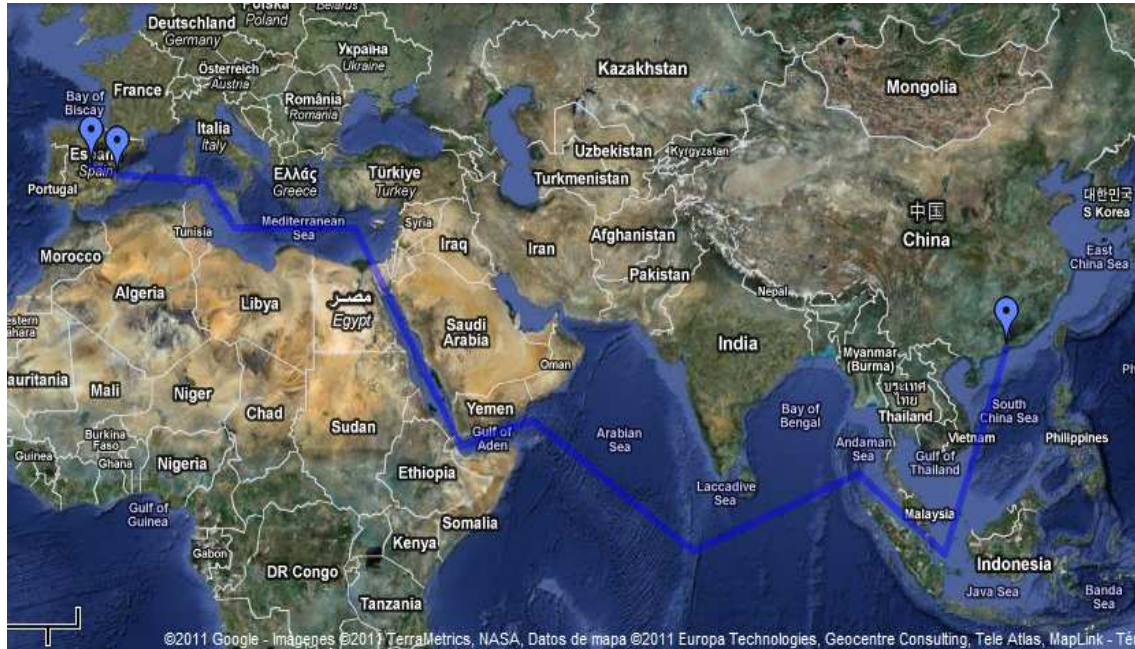 Polska
Poland
Belarus
Deutschland
Germany
Україна
Ukraine
Österreich
Austria
France
Bay of
Biscay
România
Romania
Kazakhstan
Mongolia
Italia
Italy
Uzbekistan
Kyrgyzstan
Spain
Portugal
Ελλάς
Greece
Türkiye
Turkey
Turkmenistan
대한민국
S Korea
中国
China
Tunisia
Mediterranean
Sea
Syria
Iraq
Iran
Afghanistan
East
China Sea
Morocco
Pakistan
Nepal
Algeria
Libya
مصر
Egypt
Saudi
Arabia
India
Oman
Myanmar
(Burma)
Mali
Niger
Chad
Sudan
Yemen
Gulf of
Aden
Arabian
Sea
Bay of
Bengal
ประเทศ
ไทย
Thailand
South
China Sea
Vietnam
Philippines
Andaman
Sea
Gulf of
Thailand
Burkina
Faso
Guinea
Ghana
Nigeria
Ethiopia
Laccadive
Sea
Malaysia
Gulf of
Guinea
Somalia
Gabon
Kenya
DR Congo
Indonesia
Java Sea
Banda
Sea
Tanzania
©2011 Google - Imágenes ©2011 TerraMetrics, NASA, Datos de mapa ©2011 Europa Technologies, Geocentre Consulting, Tele Atlas, MapLink - Té